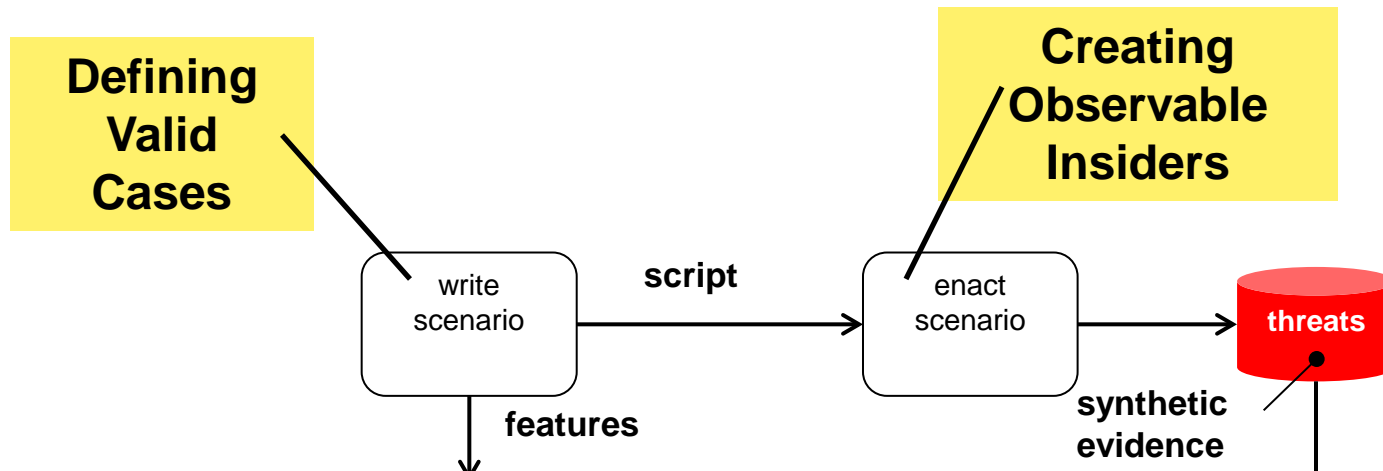 Defining
Valid
Cases
Creating
Observable
Insiders
write
scenario
script
enact
scenario
threats
features
synthetic
evidence